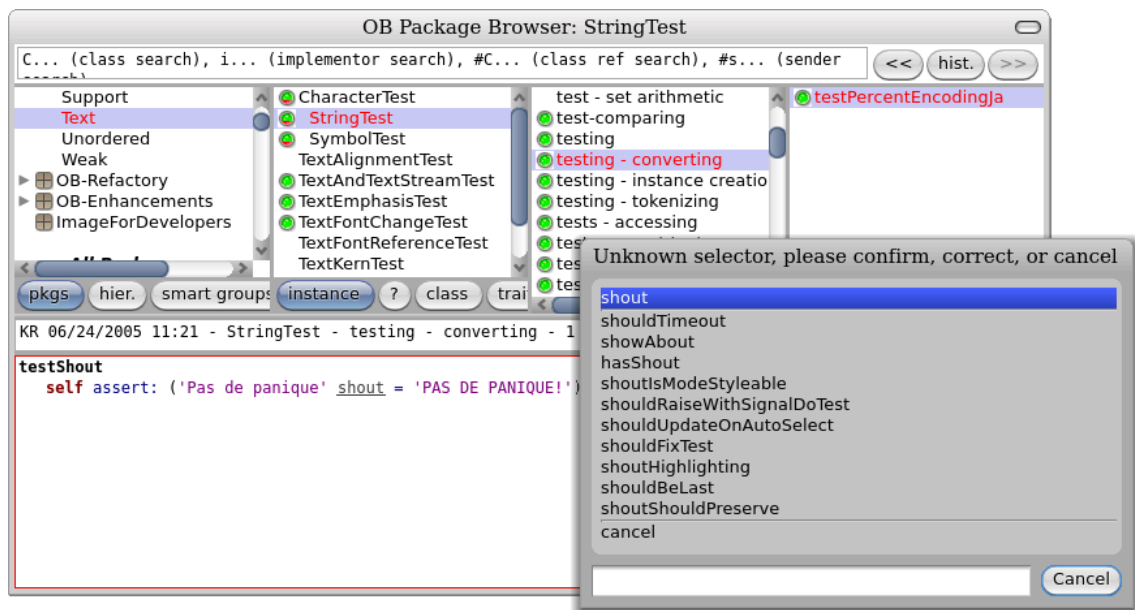 OB Package Browser: StringTest
C... (class search), i... (implementor search), #C... (class ref search), #s... (sender
<<
hist.
>>
Support
Text
Unordered
Weak
OB-Refactory
OB-Enhancements
ImageForDevelopers
CharacterTest
StringTest
SymbolTest
TextAlignmentTest
TextAndTextStreamTest
TextEmphasisTest
TextFontChangeTest
TextFontReferenceTest
TextKernTest
test - set arithmetic
test-comparing
testing
testing - converting
testing - instance creatio
testing - tokenizing
tests - accessing
tes
tes
tes
testPercentEncodingJa
pkgs
hier.
smart groups
instance
?
class
trai
KR 06/24/2005 11:21 - StringTest - testing - converting - 1
testShout
self assert: ('Pas de panique' shout = 'PAS DE PANIQUE!')
Unknown selector, please confirm, correct, or cancel
shout
shouldTimeout
showAbout
hasShout
shoutIsModeStyleable
shouldRaiseWithSignalDoTest
shouldUpdateOnAutoSelect
shouldFixTest
shoutHighlighting
shouldBeLast
shoutShouldPreserve
cancel
Cancel